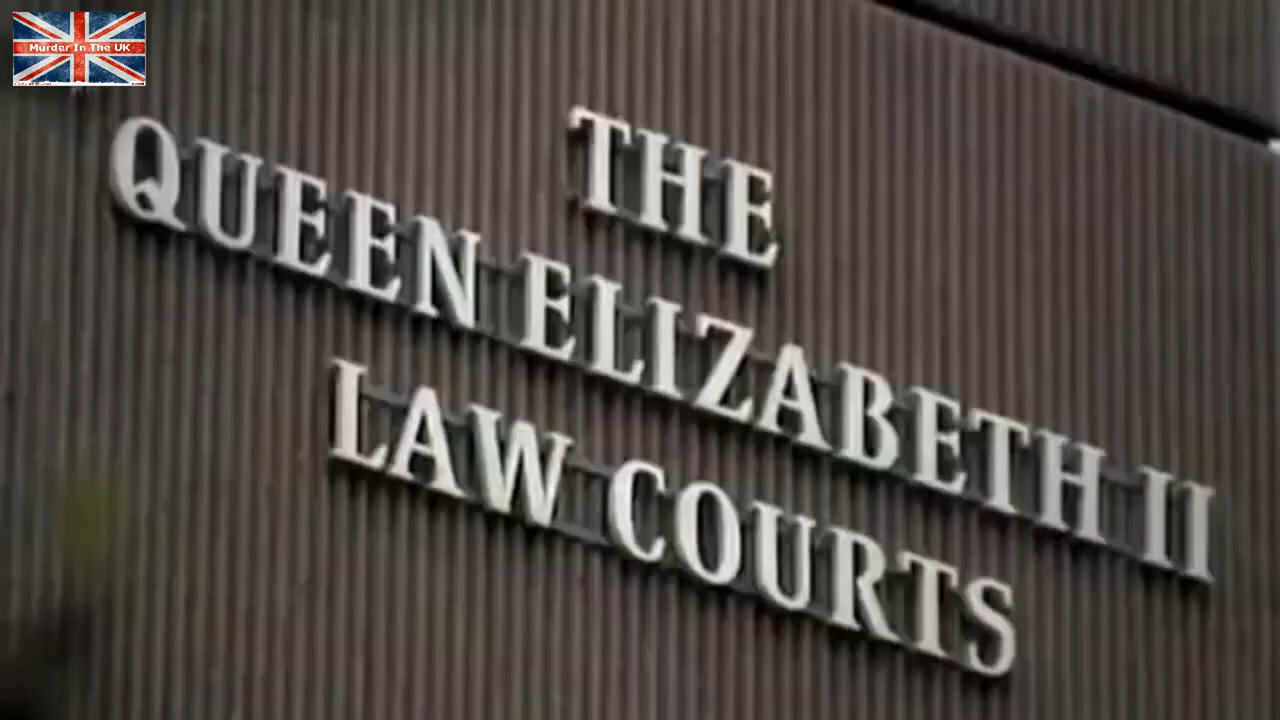 Murder In The UK
THE
QUEEN ELIZABETH II
LAW COURTS